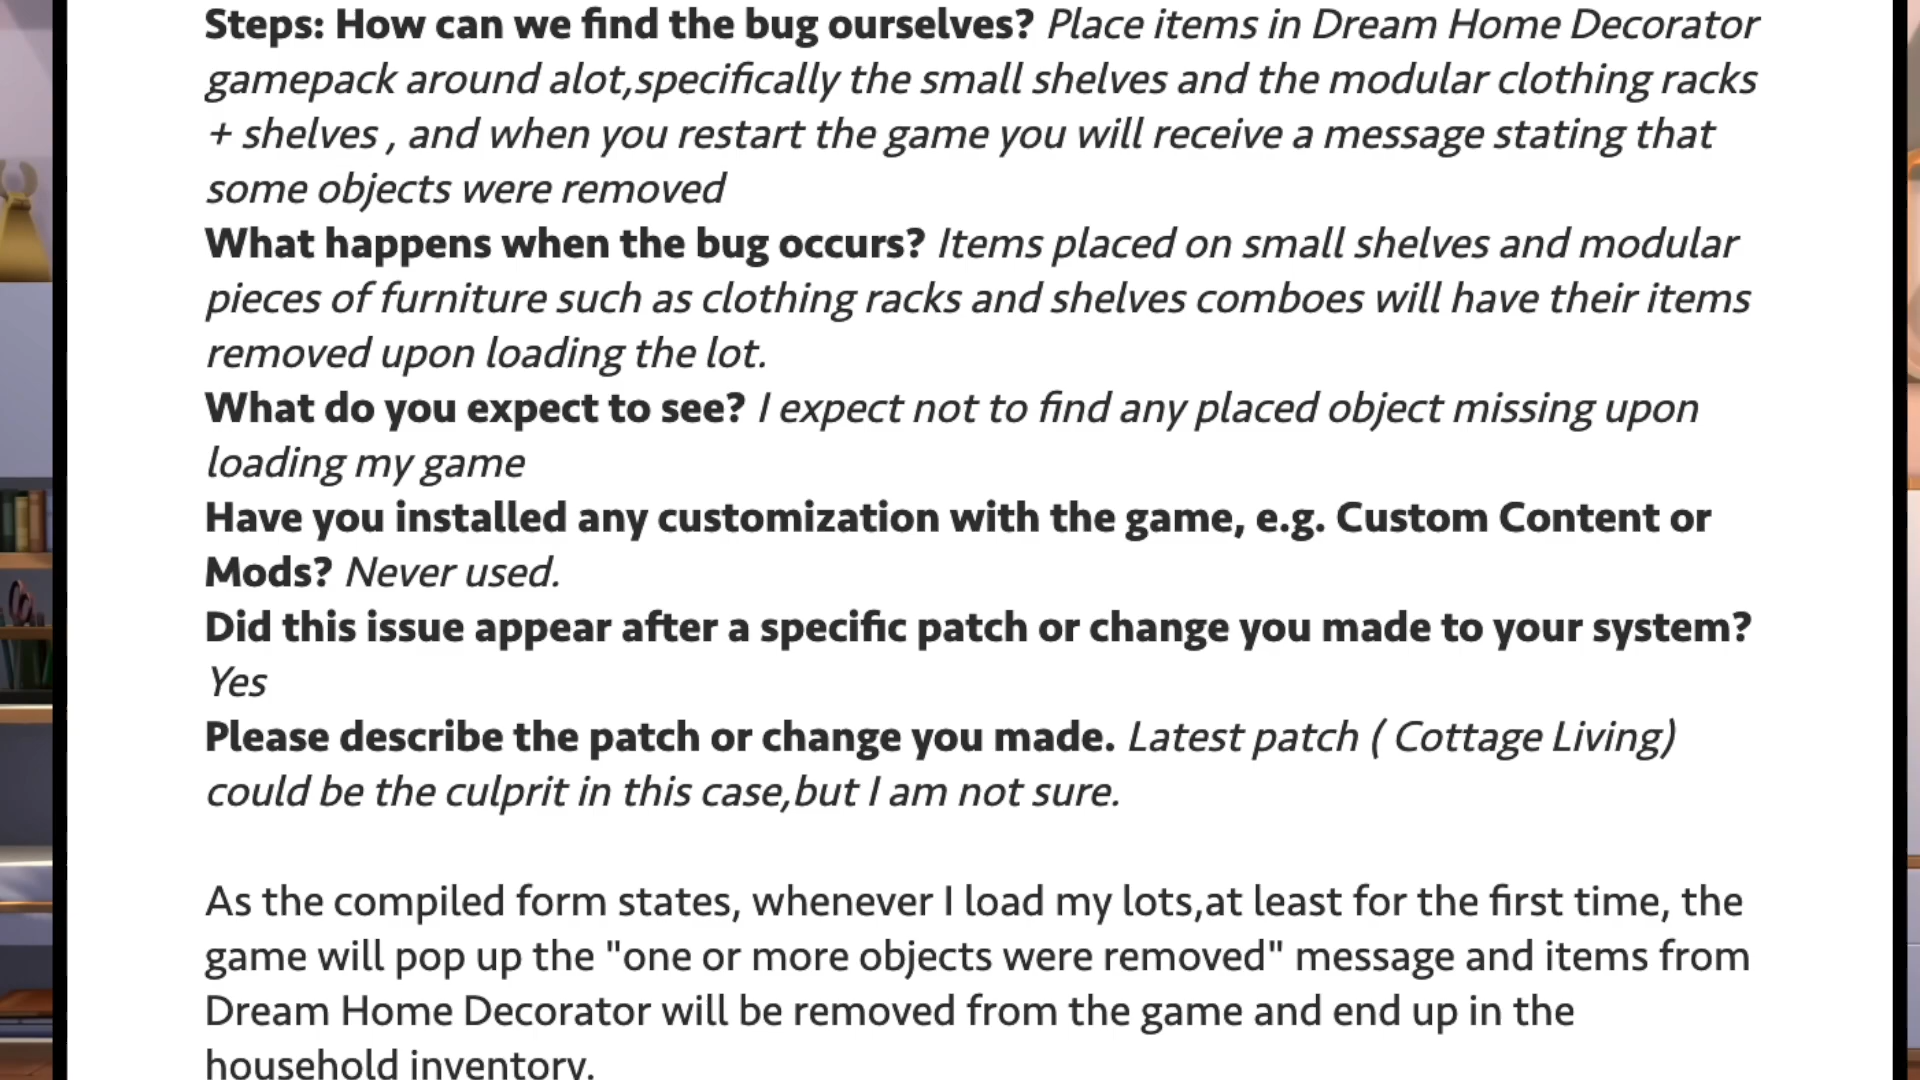 Steps: How can we find the bug ourselves? Place items in Dream Home Decorator
gamepack around alot,specifically the small shelves and the modular clothing racks
+ shelves , and when you restart the game you will receive a message stating that
some objects were removed
What happens when the bug occurs? Items placed on small shelves and modular
pieces of furniture such as clothing racks and shelves comboes will have their items
removed upon loading the lot.
What do you expect to see? I expect not to find any placed object missing upon
loading my game
Have you installed any customization with the game, e.g. Custom Content or
Mods? Never used.
Did this issue appear after a specific patch or change you made to your system?
Yes
Please describe the patch or change you made. Latest patch ( Cottage Living)
could be the culprit in this case,but I am not sure.
As the compiled form states, whenever I load my lots,at least for the first time, the
game will pop up the "one or more objects were removed" message and items from
Dream Home Decorator will be removed from the game and end up in the
household inventory.